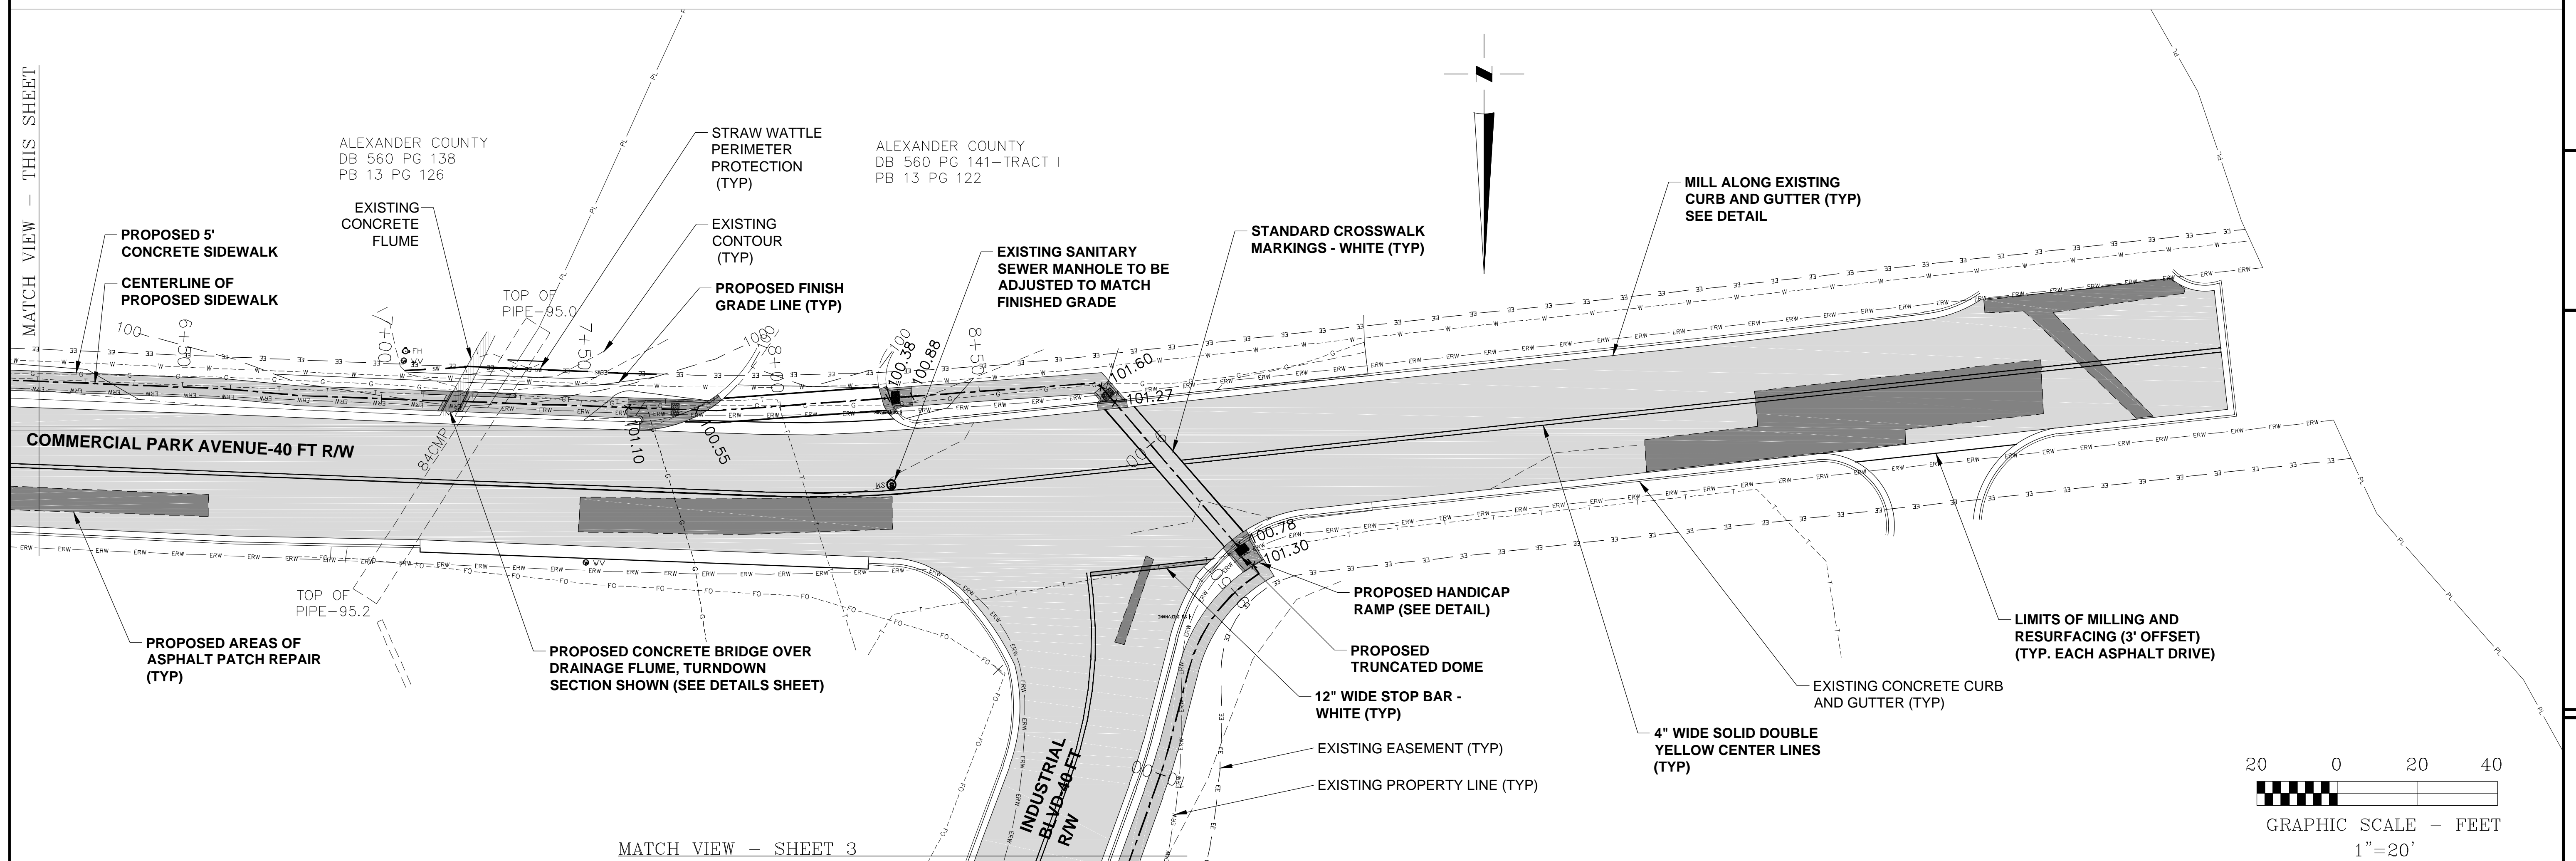 MATCH VIEW - THIS SHEET
ALEXANDER COUNTY
DB 560 PG 138
PB 13 PG 126
STRAW WATTLE
PERIMETER
PROTECTION
(TYP)
ALEXANDER COUNTY
DB 560 PG 141-TRACT I
PB 13 PG 122
EXISTING
CONCRETE
FLUME
EXISTING
CONTOUR
(TYP)
PROPOSED 5'
CONCRETE SIDEWALK
CENTERLINE OF
PROPOSED SIDEWALK
TOP OF
PIPE-95.0
PROPOSED FINISH
GRADE LINE (TYP)
EXISTING SANITARY
SEWER MANHOLE TO BE
ADJUSTED TO MATCH
FINISHED GRADE
STANDARD CROSSWALK
MARKINGS - WHITE (TYP)
MILL ALONG EXISTING
CURB AND GUTTER (TYP)
SEE DETAIL
N
100
6+50
7+00
FH
WV
7+50
100
8+00
100
100.38
100.88
8+50
101.60
101.27
101.10
100.55
84CMP
COMMERCIAL PARK AVENUE-40 FT R/W
WS
100.78
101.30
WV
TOP OF
PIPE-95.2
PROPOSED AREAS OF
ASPHALT PATCH REPAIR
(TYP)
PROPOSED CONCRETE BRIDGE OVER
DRAINAGE FLUME, TURNDOWN
SECTION SHOWN (SEE DETAILS SHEET)
PROPOSED HANDICAP
RAMP (SEE DETAIL)
PROPOSED
TRUNCATED DOME
12" WIDE STOP BAR -
WHITE (TYP)
EXISTING EASEMENT (TYP)
EXISTING PROPERTY LINE (TYP)
INDUSTRIAL
BLVD-40 FT
R/W
LIMITS OF MILLING AND
RESURFACING (3' OFFSET)
(TYP. EACH ASPHALT DRIVE)
EXISTING CONCRETE CURB
AND GUTTER (TYP)
4" WIDE SOLID DOUBLE
YELLOW CENTER LINES
(TYP)
20 0 20 40
GRAPHIC SCALE - FEET
1"=20'
MATCH VIEW - SHEET 3